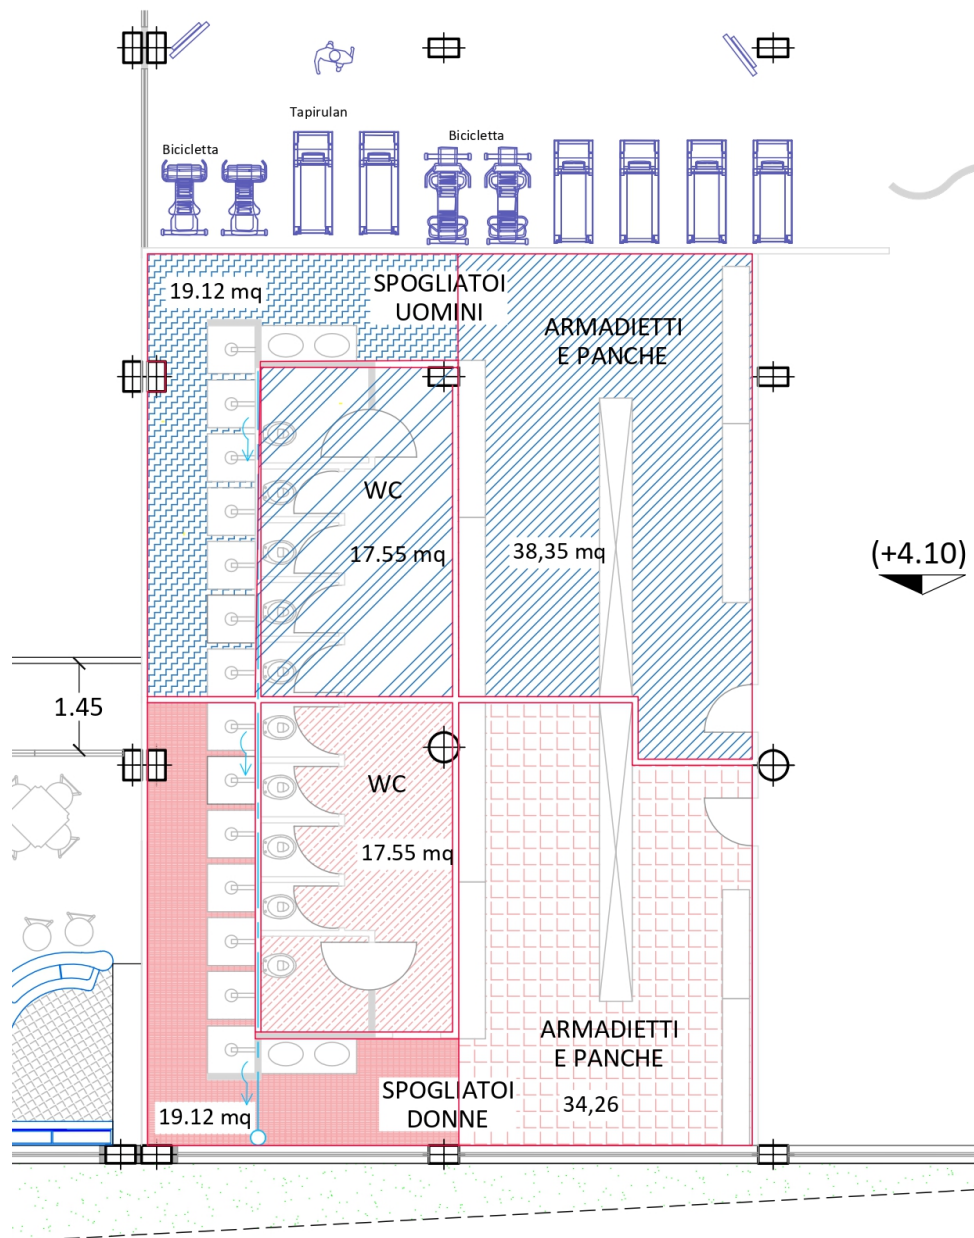 Tapirulan
Bicicletta
Bicicletta
19.12 mq
SPOGLIATOI
UOMINI
ARMADIETTI
E PANCHE
WC
17.55 mq
38,35 mq
(+4.10)
1.45
WC
17.55 mq
ARMADIETTI
E PANCHE
34,26
SPOGLIATOI
DONNE
19.12 mq